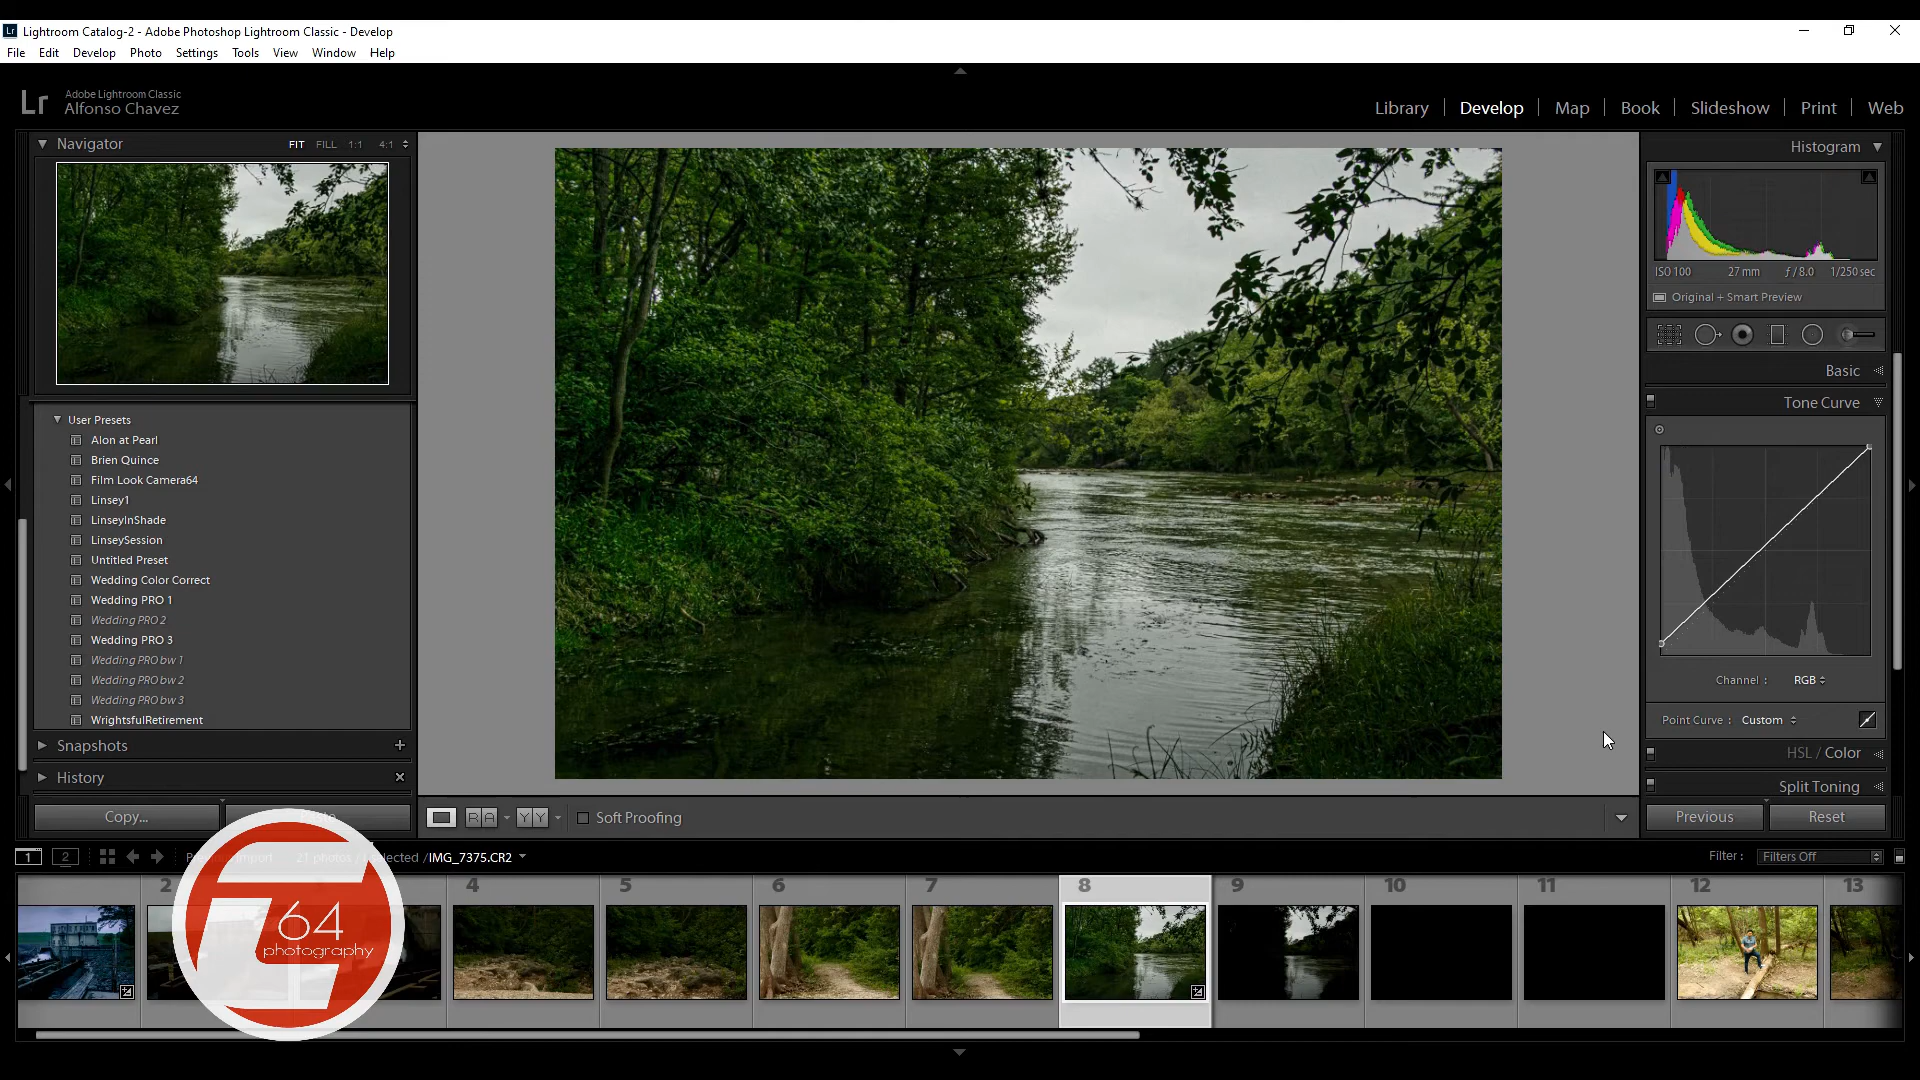 Lr Lightroom Catalog-2 - Adobe Photoshop Lightroom Classic - Develop
File Edit Develop Photo Settings Tools View Window Help
Lr Adobe Lightroom Classic
Alfonso Chavez
Library Develop Map Book Slideshow Print Web
Navigator FIT FILL 1:1 4:1
Histogram
ISO 100 27 mm ƒ / 8.0 1/250 sec
Original + Smart Preview
Basic
Tone Curve
User Presets
Alon at Pearl
Brien Quince
Film Look Camera64
Linsey1
LinseyInShade
LinseySession
Untitled Preset
Wedding Color Correct
Wedding PRO 1
Wedding PRO 2
Wedding PRO 3
Wedding PRO bw 1
Wedding PRO bw 2
Wedding PRO bw 3
WrightsfulRetirement
Channel : RGB
Point Curve : Custom
Snapshots
HSL / Color
History
Split Toning
Copy...
R A Y Y Soft Proofing
Previous Reset
1 2 21 photos / selected / IMG_7375.CR2
Filter : Filters Off
2 4 5 6 7 8 9 10 11 12 13
64
photography